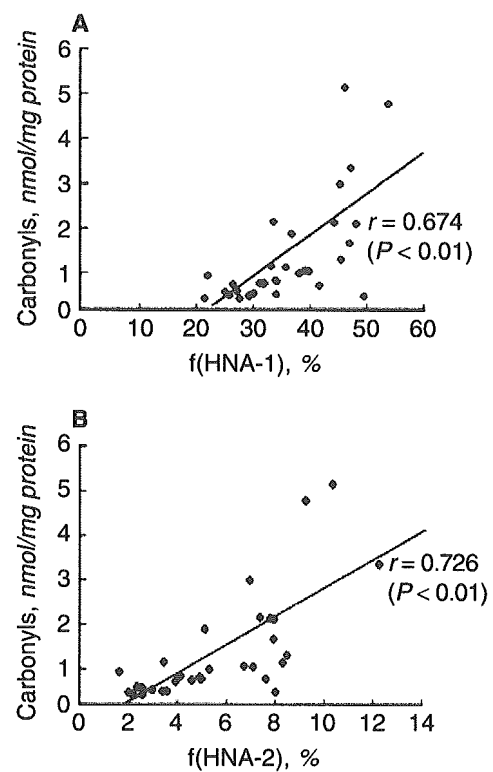 A
Carbonyls, nmol/mg protein
6
5
4
3
2
1
0
r = 0.674
(P < 0.01)
0 10 20 30 40 50 60
f(HNA-1), %
B
Carbonyls, nmol/mg protein
6
5
4
3
2
1
0
r = 0.726
(P < 0.01)
0 2 4 6 8 10 12 14
f(HNA-2), %